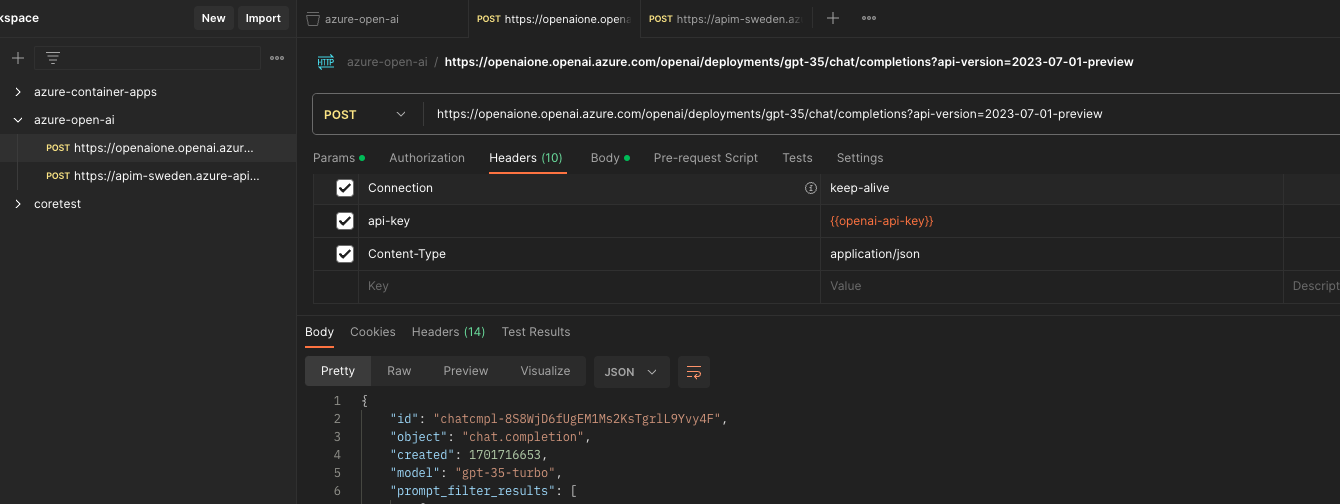 kspace
New Import
azure-open-ai
POST https://openaione.open
POST https://apim-sweden.az
azure-container-apps
azure-open-ai
POST https://openaione.openai.azur...
POST https://apim-sweden.azure-api...
coretest
HTTP azure-open-ai / https://openaione.openai.azure.com/openai/deployments/gpt-35/chat/completions?api-version=2023-07-01-preview
POST https://openaione.openai.azure.com/openai/deployments/gpt-35/chat/completions?api-version=2023-07-01-preview
Params Authorization Headers (10) Body Pre-request Script Tests Settings
Connection keep-alive
api-key {{openai-api-key}}
Content-Type application/json
Key Value Descript
Body Cookies Headers (14) Test Results
Pretty Raw Preview Visualize JSON
1 {
2 "id": "chatcmpl-8S8WjD6fUgEM1Ms2KsTgrlL9Yvy4F",
3 "object": "chat.completion",
4 "created": 1701716653,
5 "model": "gpt-35-turbo",
6 "prompt_filter_results": [